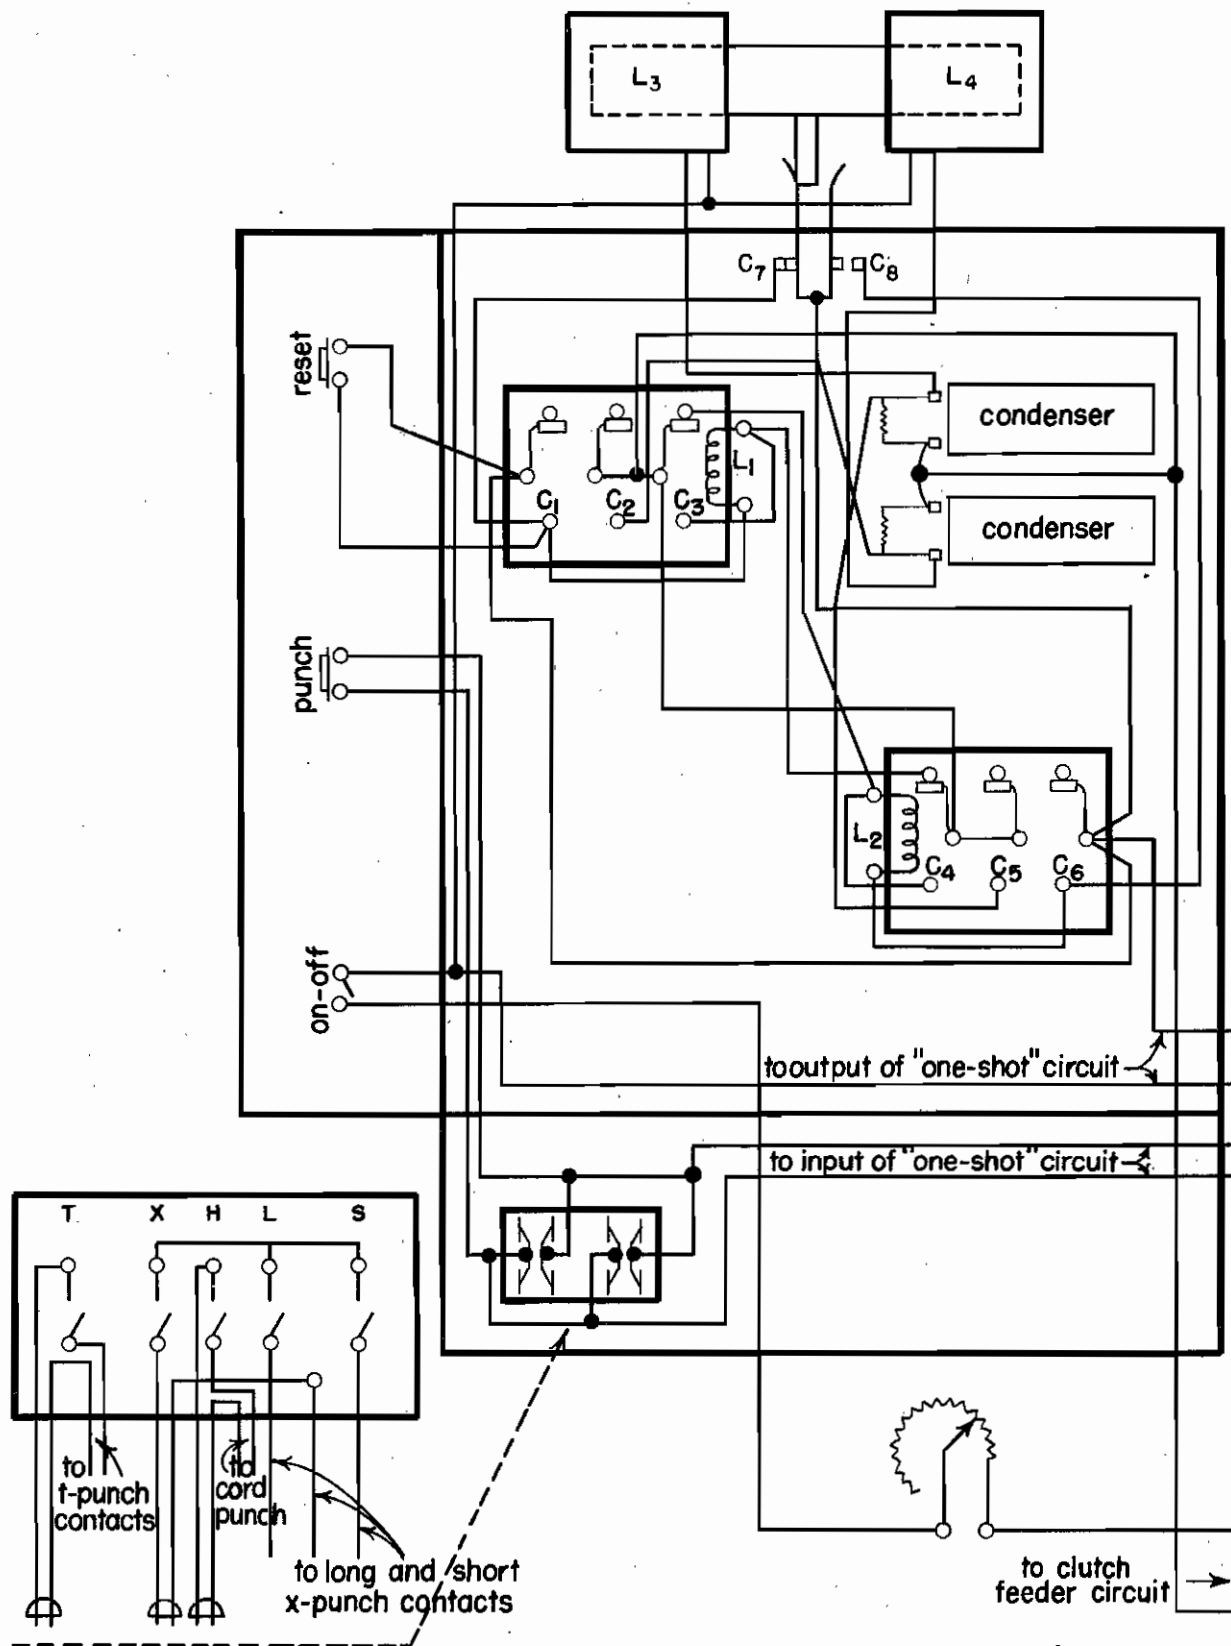 L3
L4
C7
C8
reset
condenser
L1
C1
C2
C3
condenser
punch
L2
C4
C5
C6
on-off
to output of "one-shot" circuit
to input of "one-shot" circuit
T
X
H
L
S
to
t-punch
contacts
to
cord
punch
to long and short
x-punch contacts
to clutch
feeder circuit